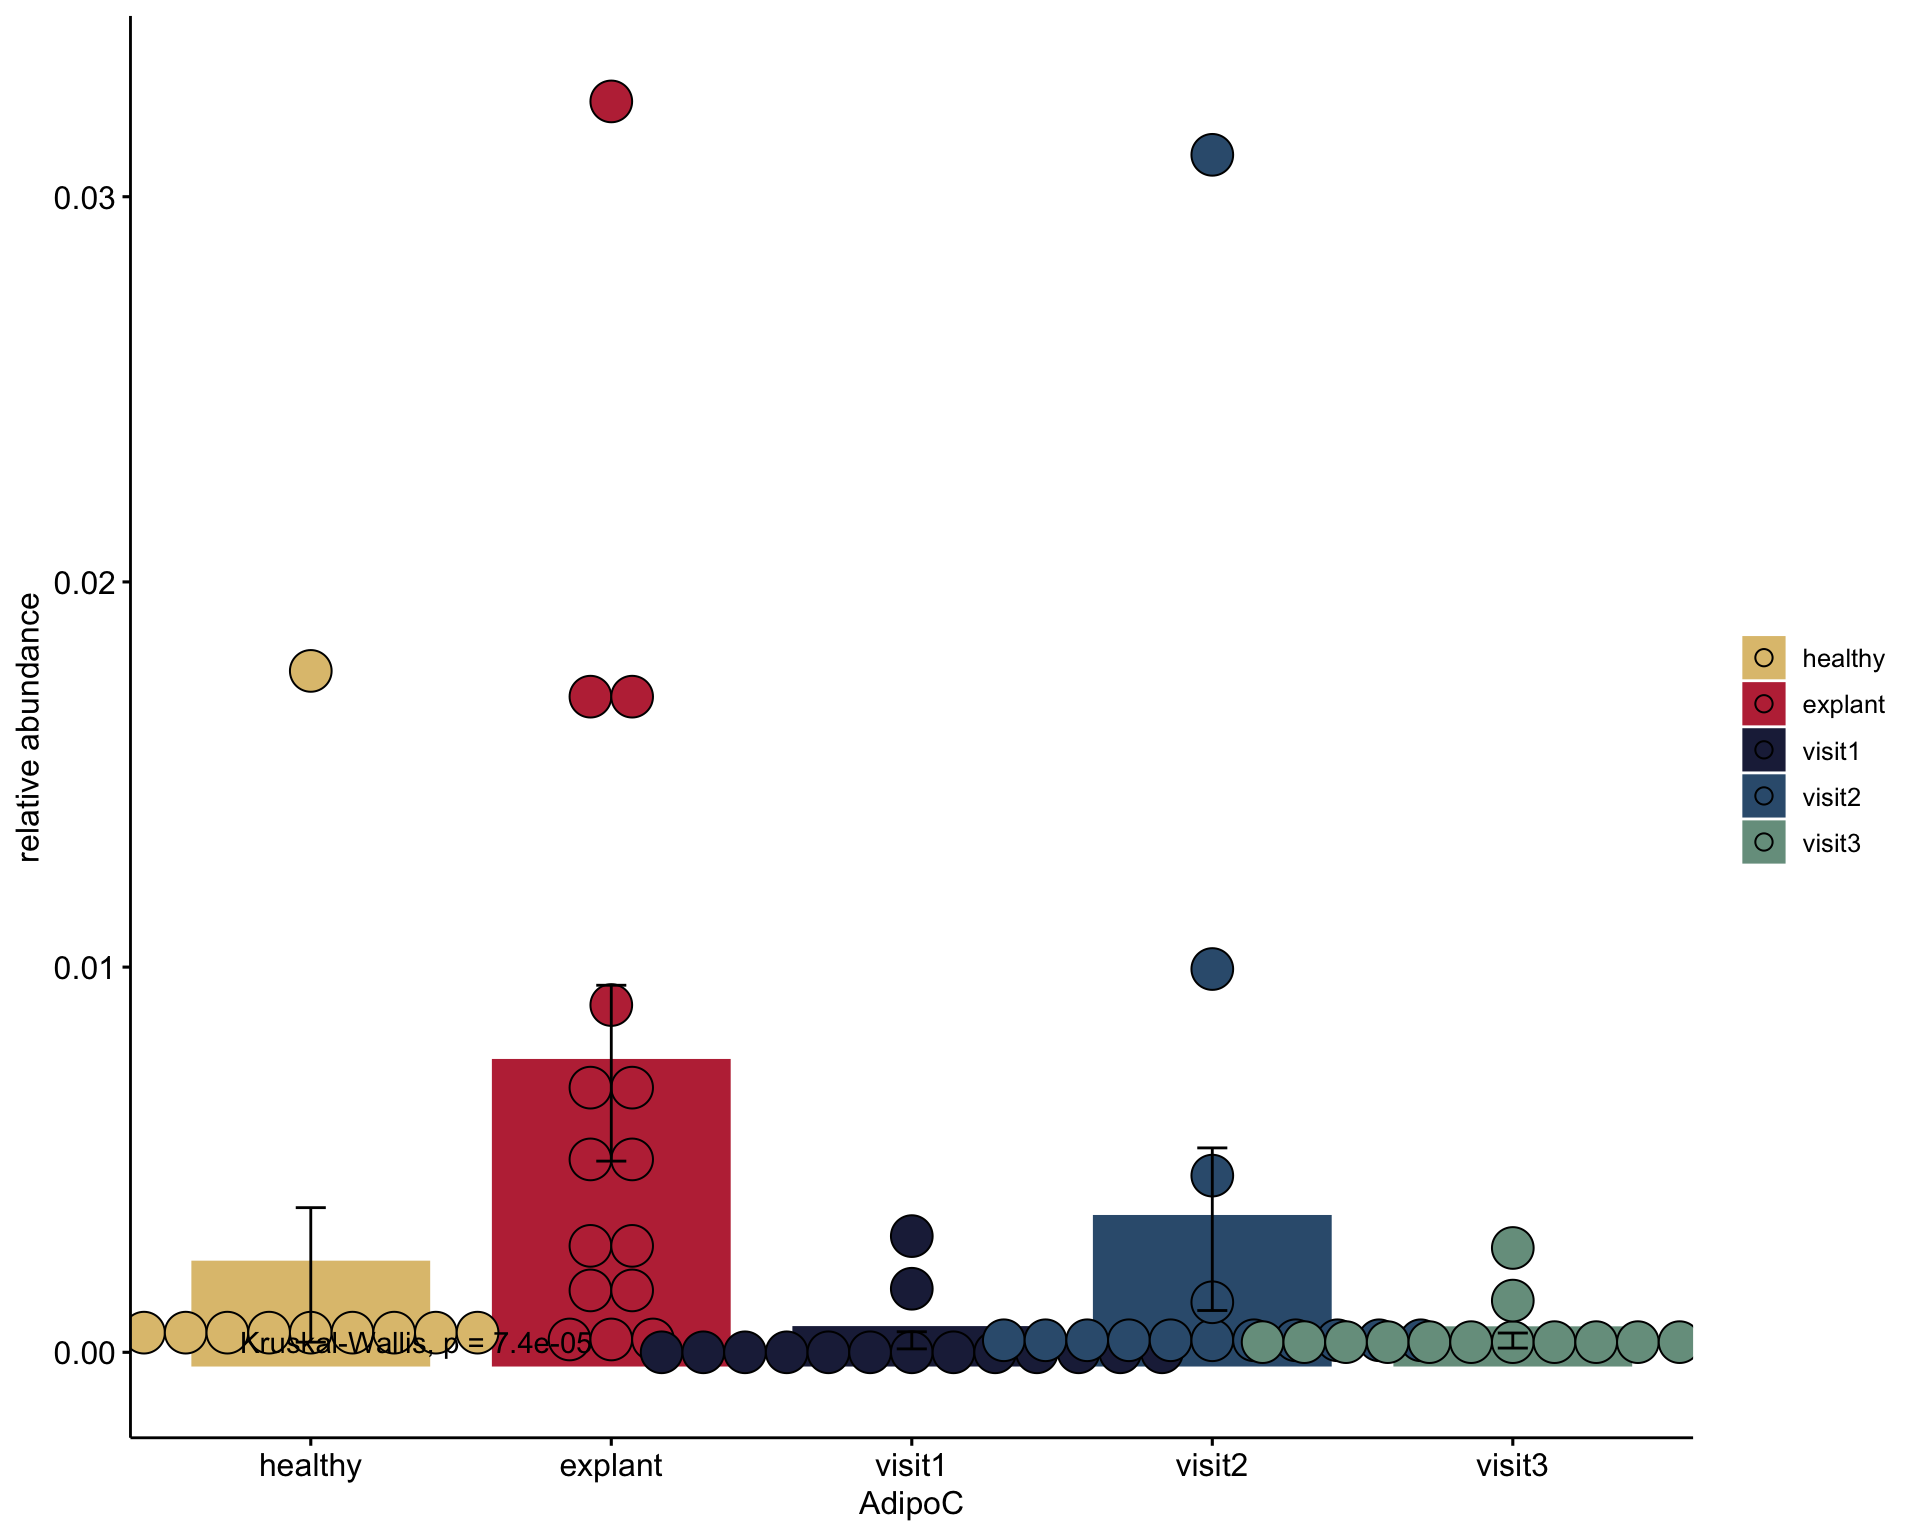 0.03
0.02
0.01
0.00
relative abundance
Kruskal-Wallis, p = 7.4e-05
healthy
explant
visit1
visit2
visit3
AdipoC
healthy
explant
visit1
visit2
visit3